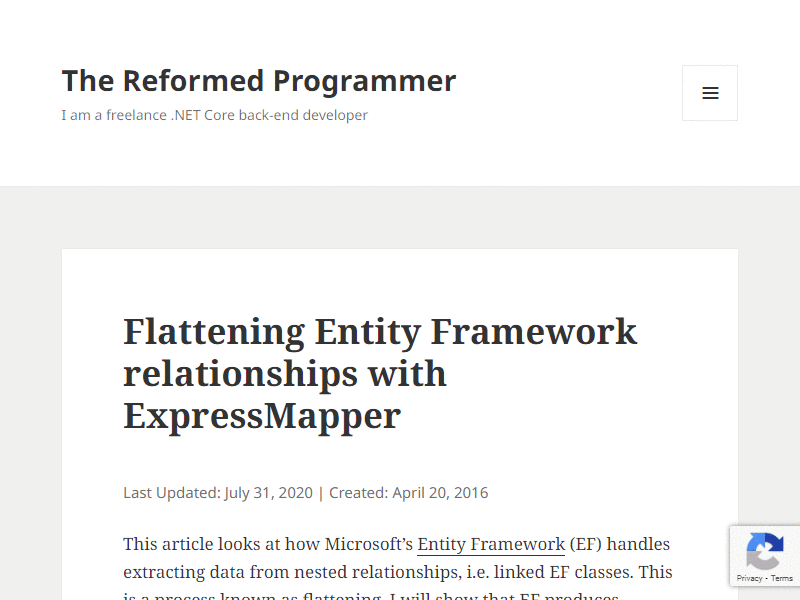 The Reformed Programmer
I am a freelance .NET Core back-end developer
Flattening Entity Framework
relationships with
ExpressMapper
Last Updated: July 31, 2020 | Created: April 20, 2016
This article looks at how Microsoft’s Entity Framework (EF) handles
extracting data from nested relationships, i.e. linked EF classes. This
is a process known as flattening. I will show that EF produces
Privacy - Terms